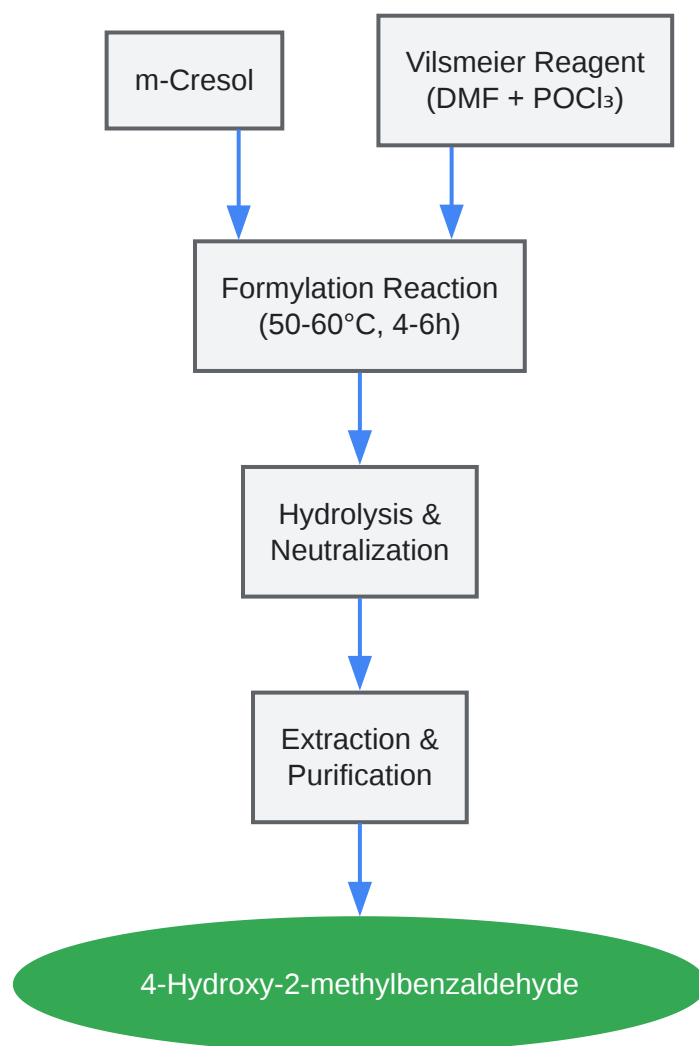 m-Cresol
Vilsmeier Reagent
(DMF + POCl₃)
Formylation Reaction
(50-60°C, 4-6h)
Hydrolysis &
Neutralization
Extraction &
Purification
4-Hydroxy-2-methylbenzaldehyde